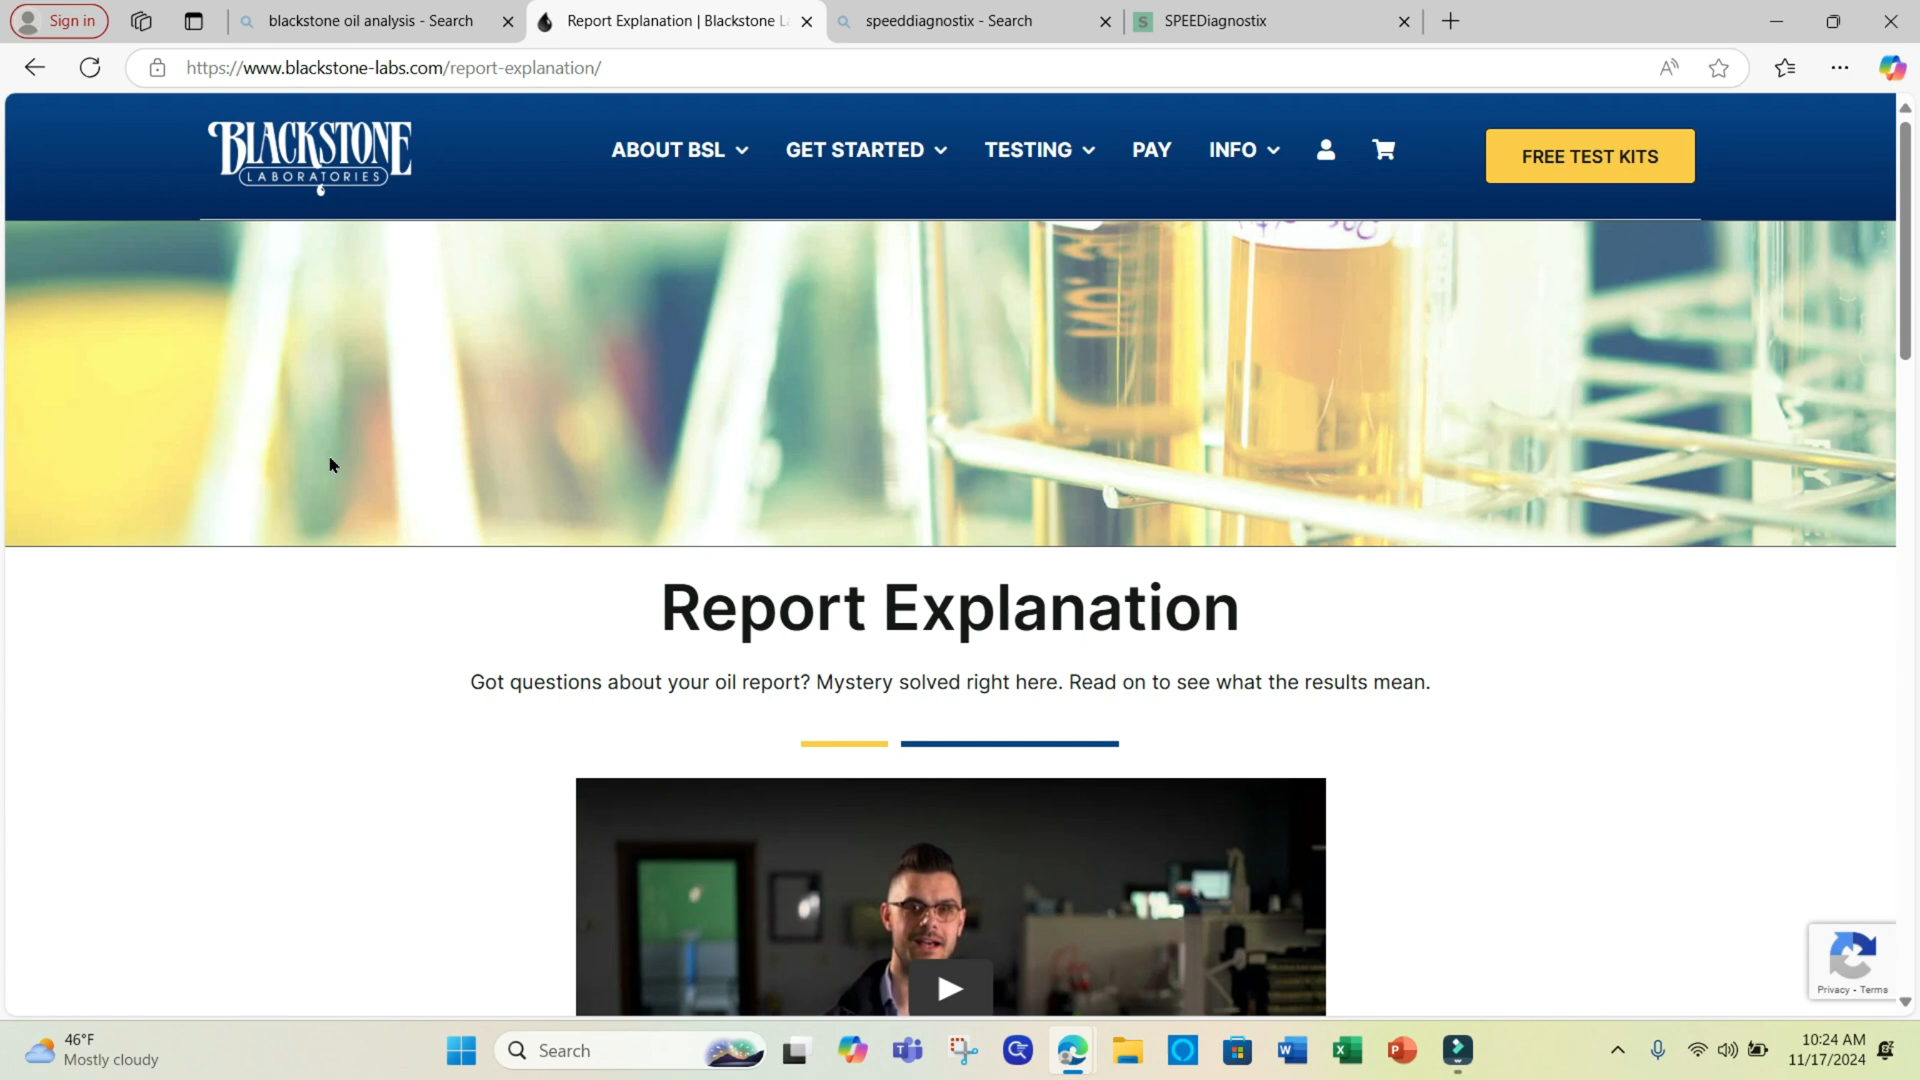 Sign in
blackstone oil analysis - Search
Report Explanation | Blackstone L
speeddiagnostix - Search
S
SPEEDiagnostix
https://www.blackstone-labs.com/report-explanation/
BLACKSTONE
LABORATORIES
ABOUT BSL
GET STARTED
TESTING
PAY
INFO
FREE TEST KITS
Report Explanation
Got questions about your oil report? Mystery solved right here. Read on to see what the results mean.
Privacy - Terms
46°F
Mostly cloudy
Search
10:24 AM
11/17/2024